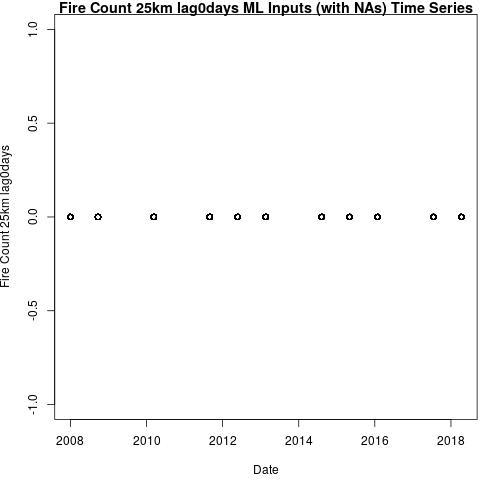 Fire Count 25km lag0days ML Inputs (with NAs) Time Series
Fire Count 25km lag0days
1.0
0.5
0.0
-0.5
-1.0
2008 2010 2012 2014 2016 2018
Date